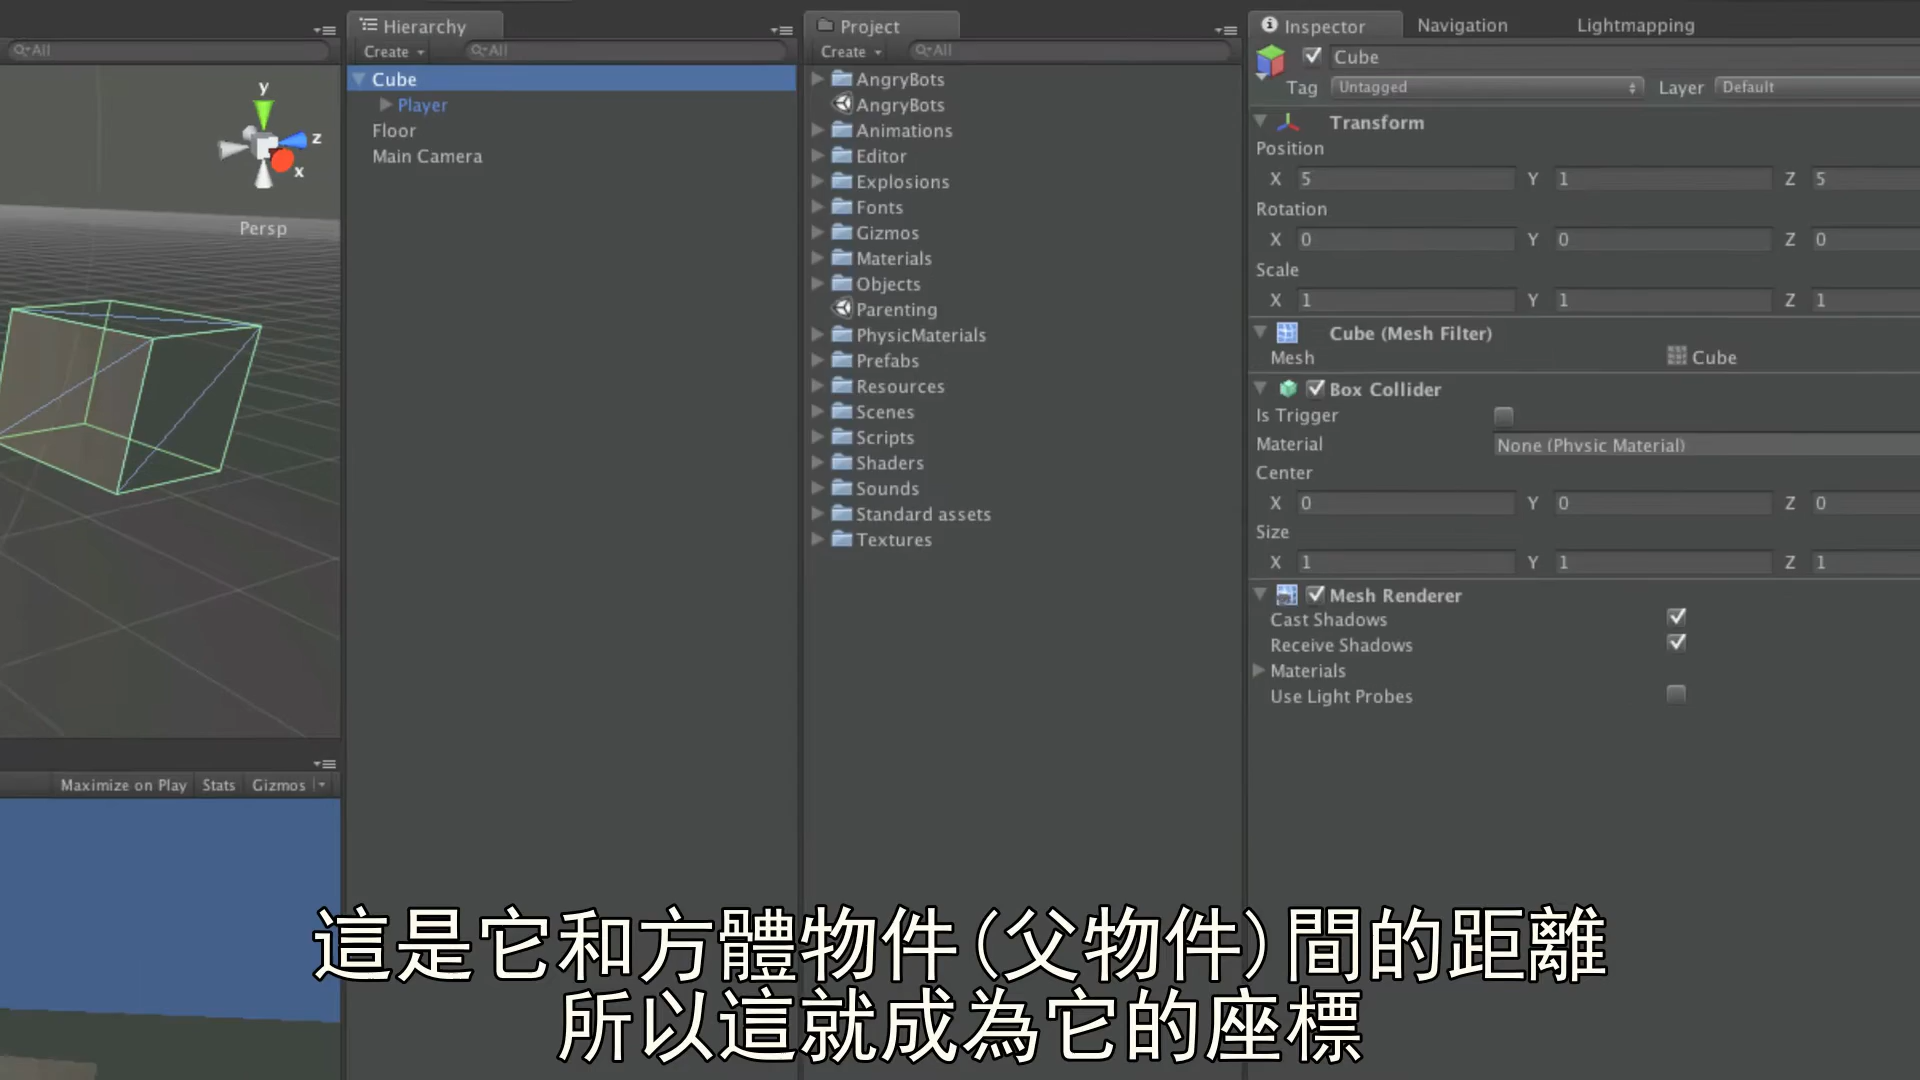 All
y
z
x
Persp
Maximize on Play Stats Gizmos
Hierarchy
Create All
Cube
Player
Floor
Main Camera
Project
Create All
AngryBots
AngryBots
Animations
Editor
Explosions
Fonts
Gizmos
Materials
Objects
Parenting
PhysicMaterials
Prefabs
Resources
Scenes
Scripts
Shaders
Sounds
Standard assets
Textures
Inspector Navigation Lightmapping
Cube
Tag Untagged Layer Default
Transform
Position
X 5 Y 1 Z 5
Rotation
X 0 Y 0 Z 0
Scale
X 1 Y 1 Z 1
Cube (Mesh Filter)
Mesh Cube
Box Collider
Is Trigger
Material None (Physic Material)
Center
X 0 Y 0 Z 0
Size
X 1 Y 1 Z 1
Mesh Renderer
Cast Shadows
Receive Shadows
Materials
Use Light Probes
這是它和方體物件(父物件)間的距離
所以這就成為它的座標